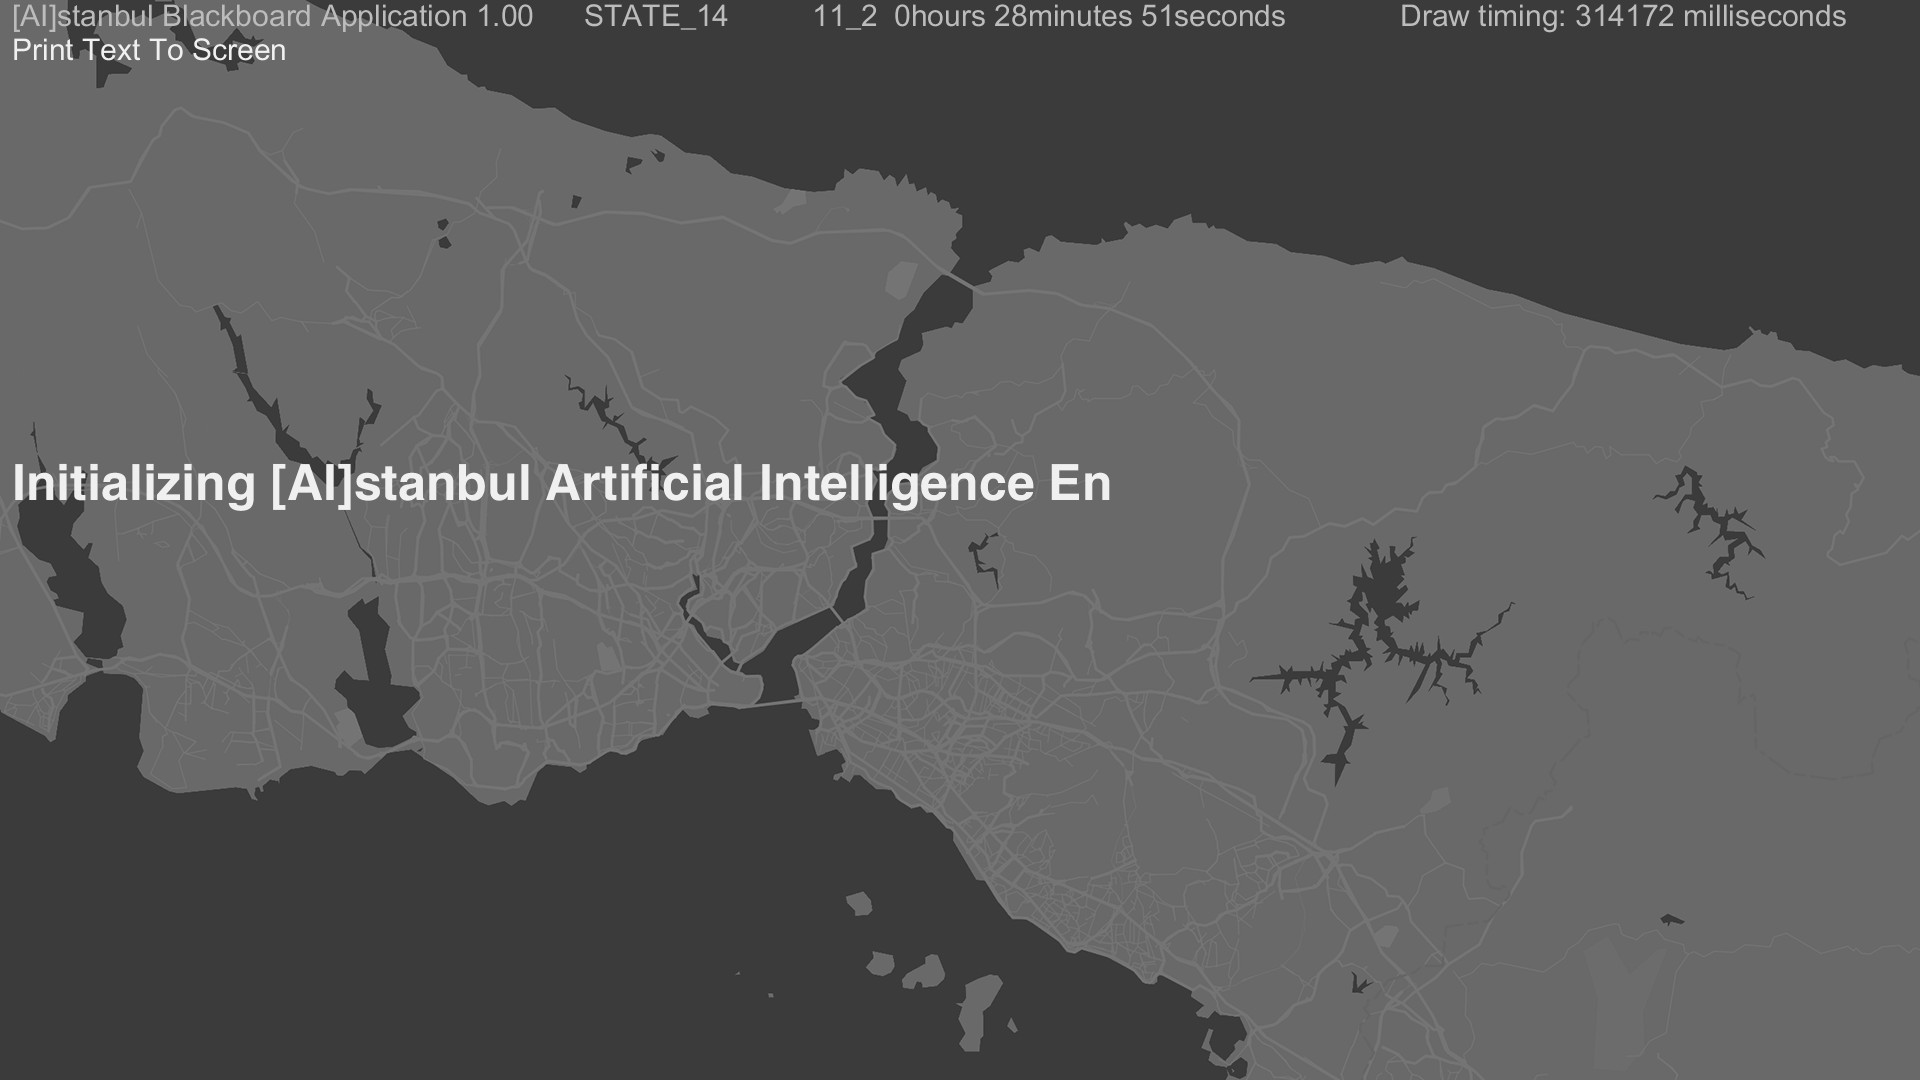 [AI]stanbul Blackboard Application 1.00 STATE_14 11_2 0hours 28minutes 51seconds Draw timing: 314172 milliseconds
Print Text To Screen
Initializing [AI]stanbul Artificial Intelligence En